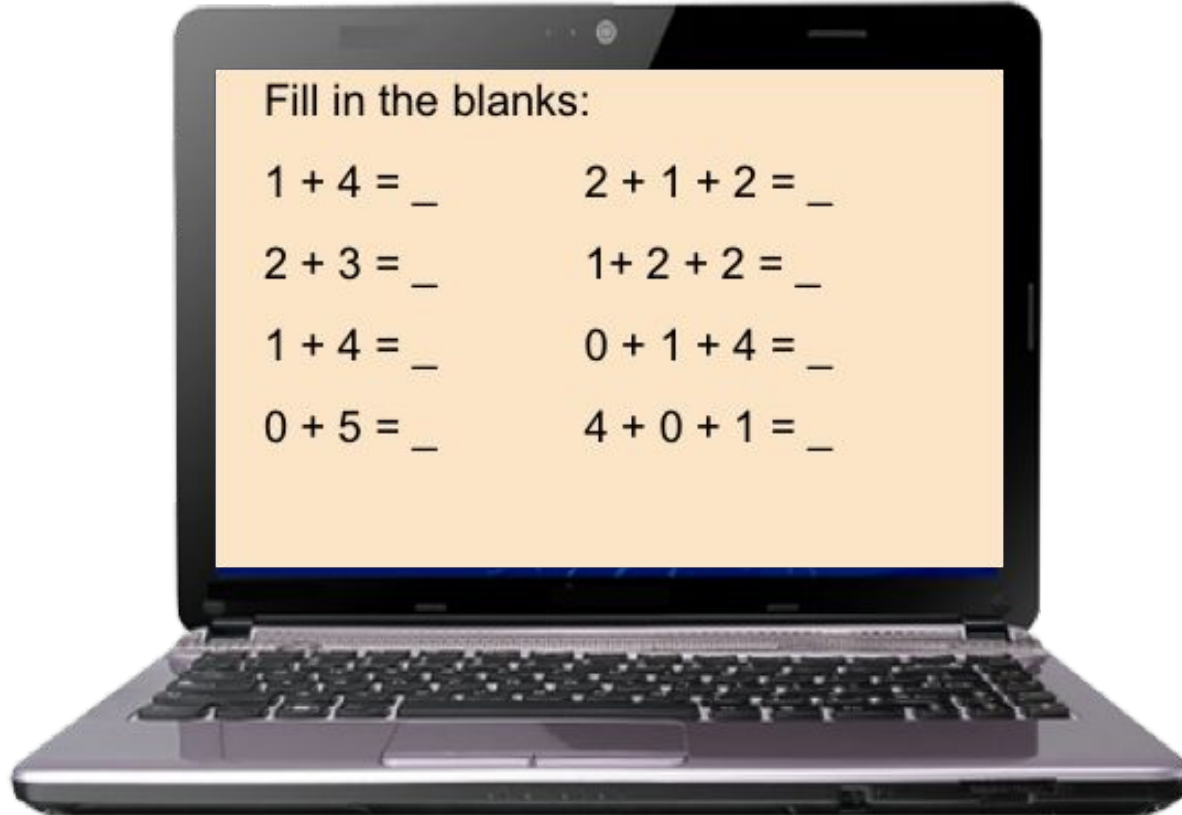 Fill in the blanks:
1 + 4 = _ 2 + 1 + 2 = _
2 + 3 = _ 1+ 2 + 2 = _
1 + 4 = _ 0 + 1 + 4 = _
0 + 5 = _ 4 + 0 + 1 = _